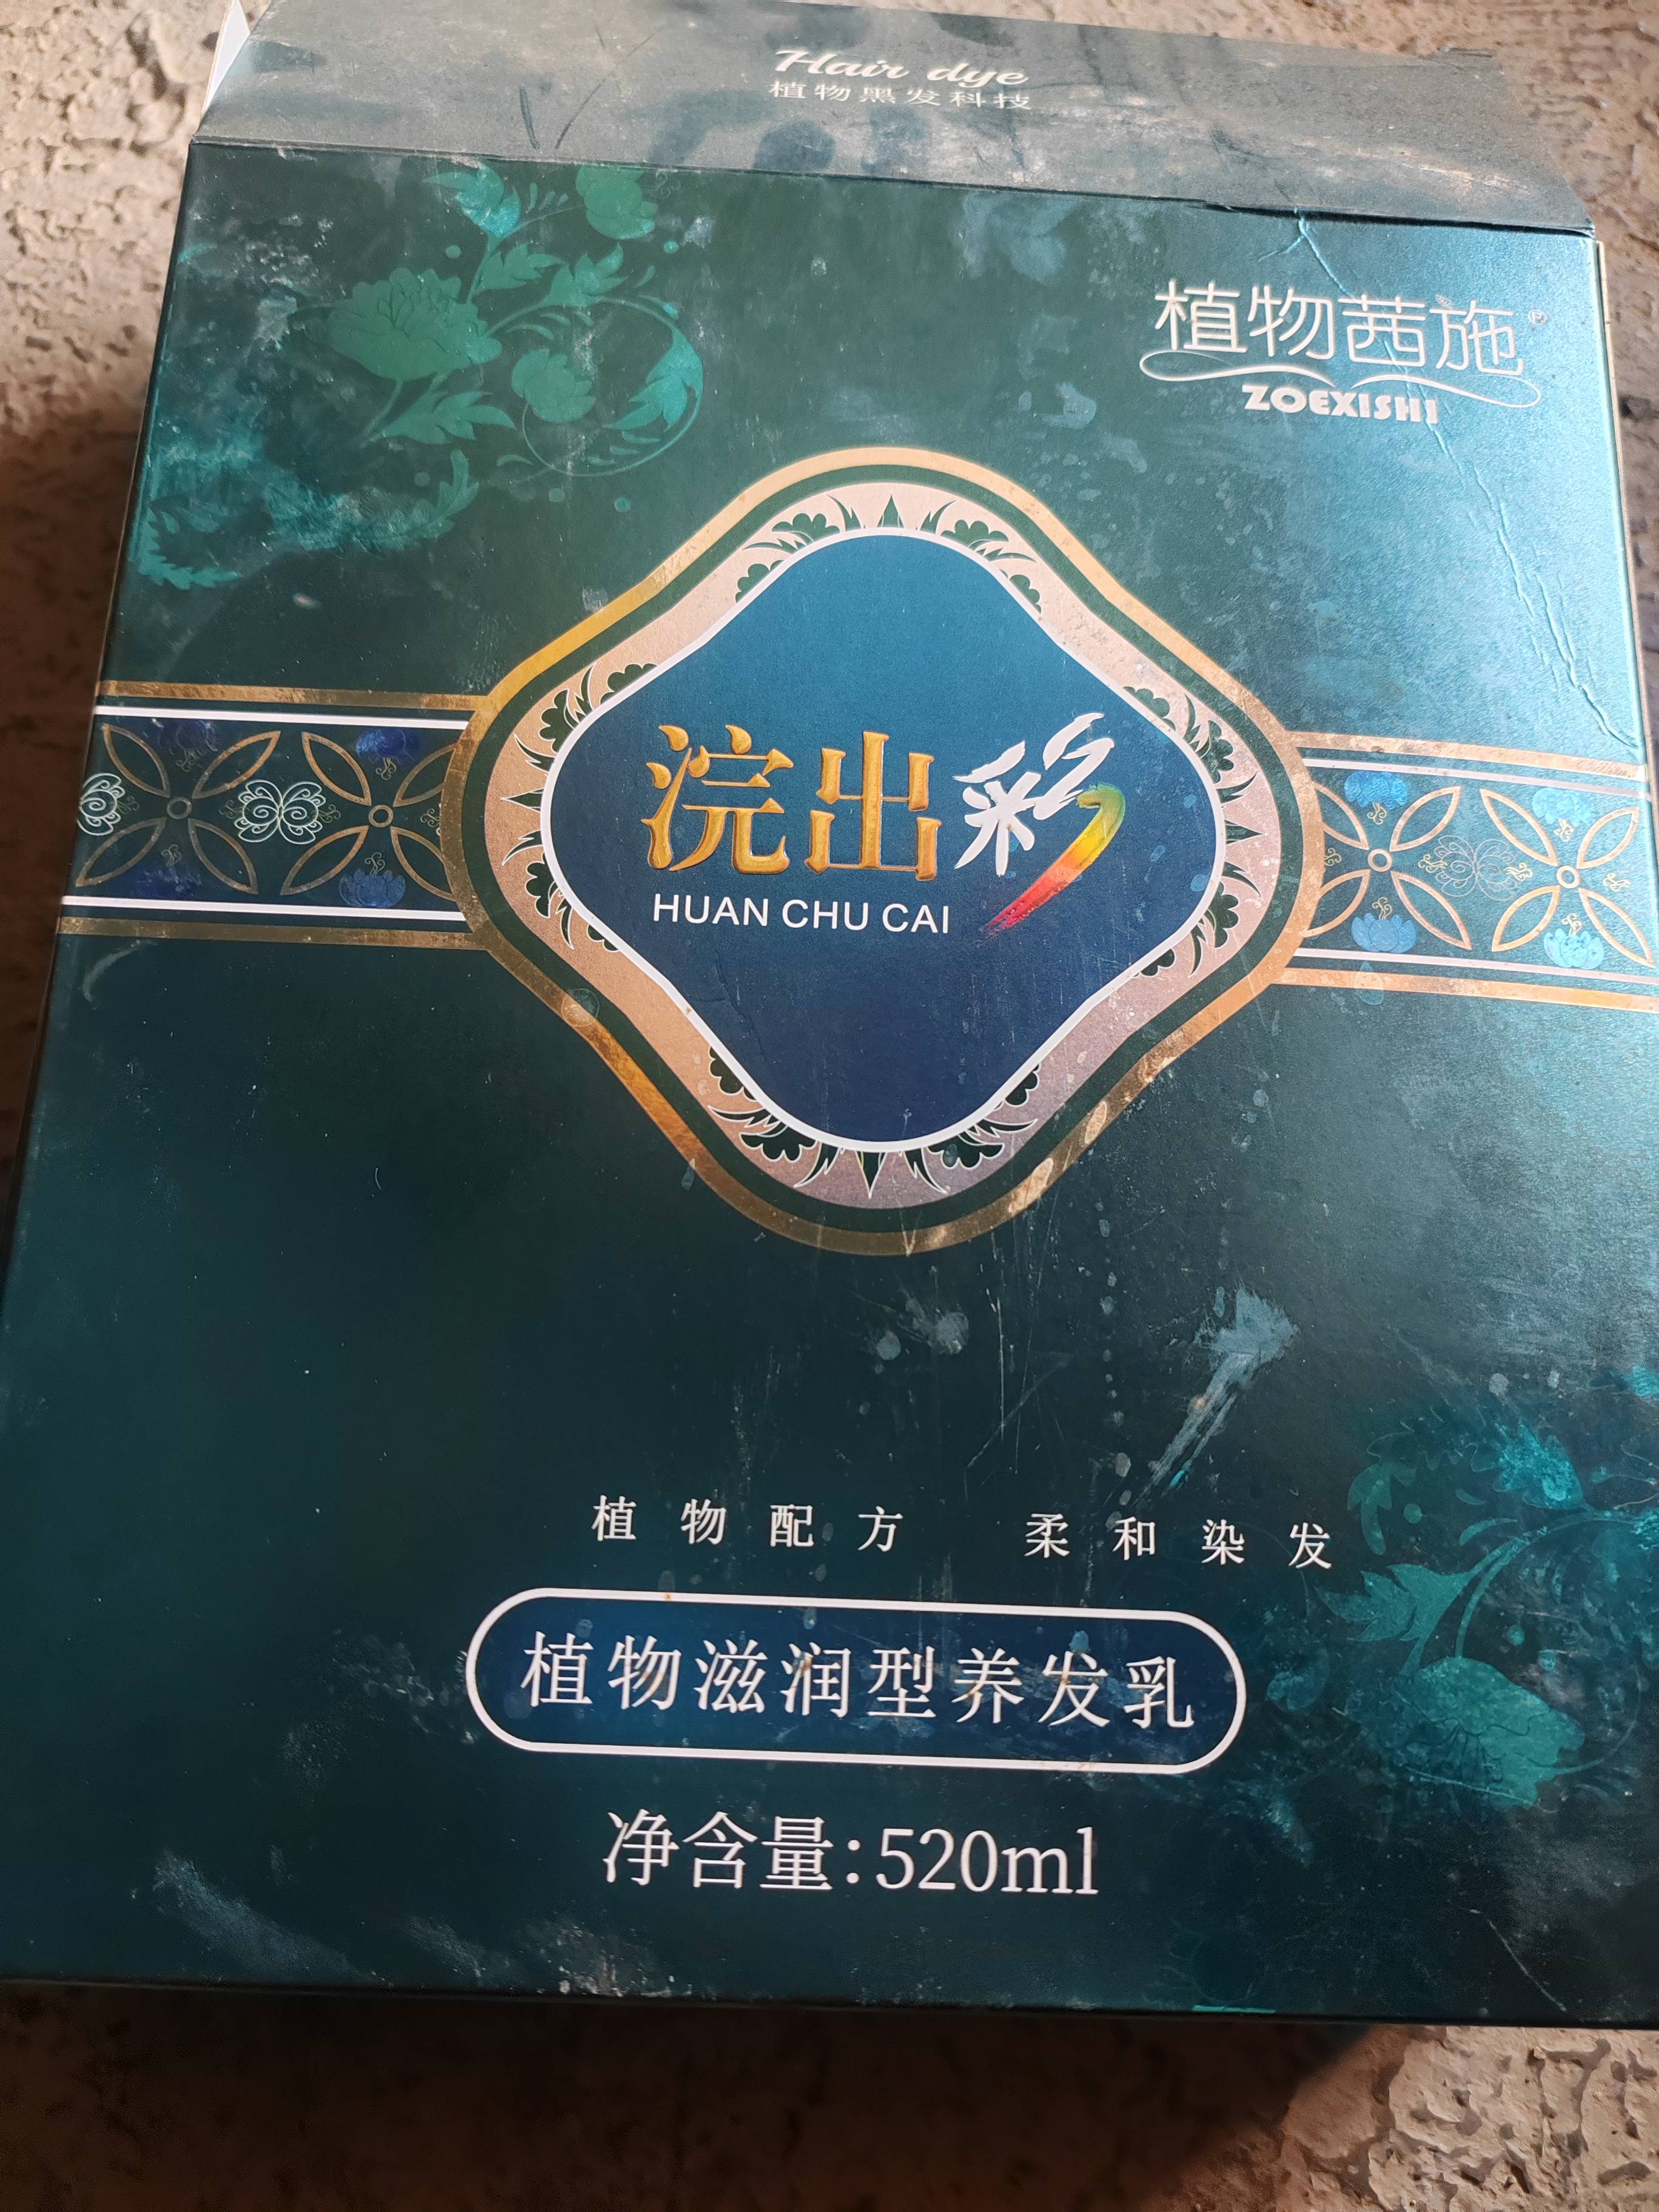 Hair dye
植物黑发科技
植物茜施®
ZOEXISHI
浣出彩
HUAN CHU CAI
植物配方 柔和染发
植物滋润型养发乳
净含量:520ml